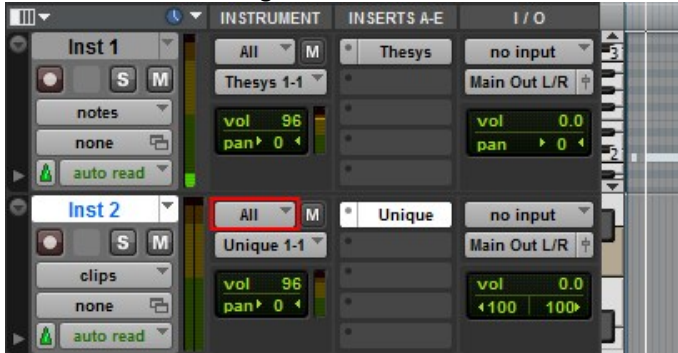 INSTRUMENT INSERTS A-E I / O
Inst 1 All M Thesys no input 3
S M Thesys 1-1 Main Out L/R
notes vol 96 vol 0.0
none pan 0 pan 0 2
auto read
Inst 2 All M Unique no input
S M Unique 1-1 Main Out L/R
clips vol 96 vol 0.0
none pan 0 100 100
auto read